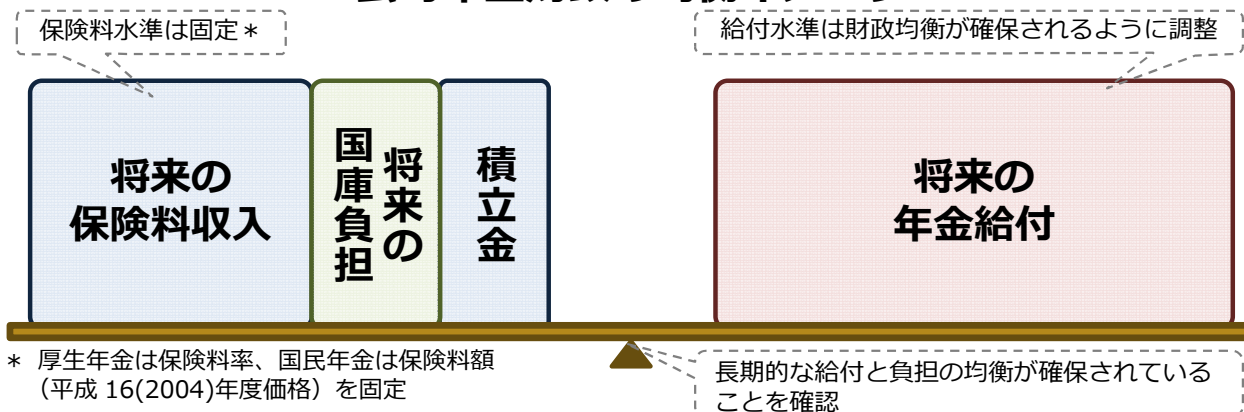 保険料水準は固定＊
給付水準は財政均衡が確保されるように調整
将来の
保険料収入
将来の
国庫負担
積立金
将来の
年金給付
＊ 厚生年金は保険料率、国民年金は保険料額
（平成 16(2004)年度価格）を固定
長期的な給付と負担の均衡が確保されている
ことを確認